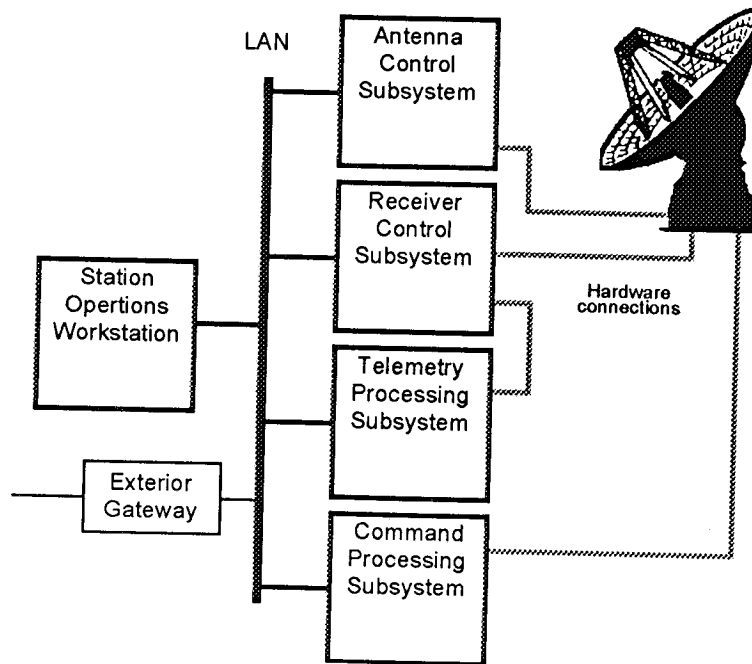 LAN
Antenna
Control
Subsystem
Receiver
Control
Subsystem
Station
Opertions
Workstation
Hardware
connections
Telemetry
Processing
Subsystem
Exterior
Gateway
Command
Processing
Subsystem